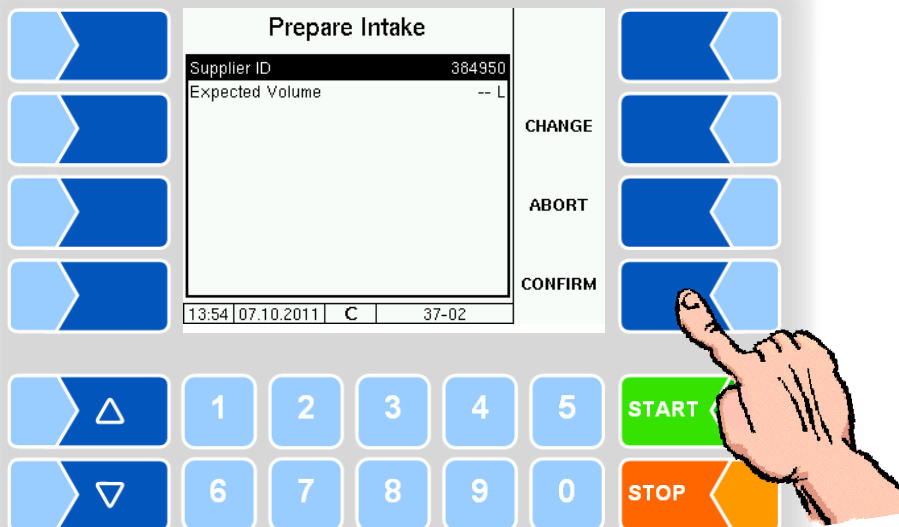 Prepare Intake
Supplier ID 384950
Expected Volume -- L
CHANGE
ABORT
CONFIRM
13:54 07.10.2011 C 37-02
1 2 3 4 5 START
6 7 8 9 0 STOP